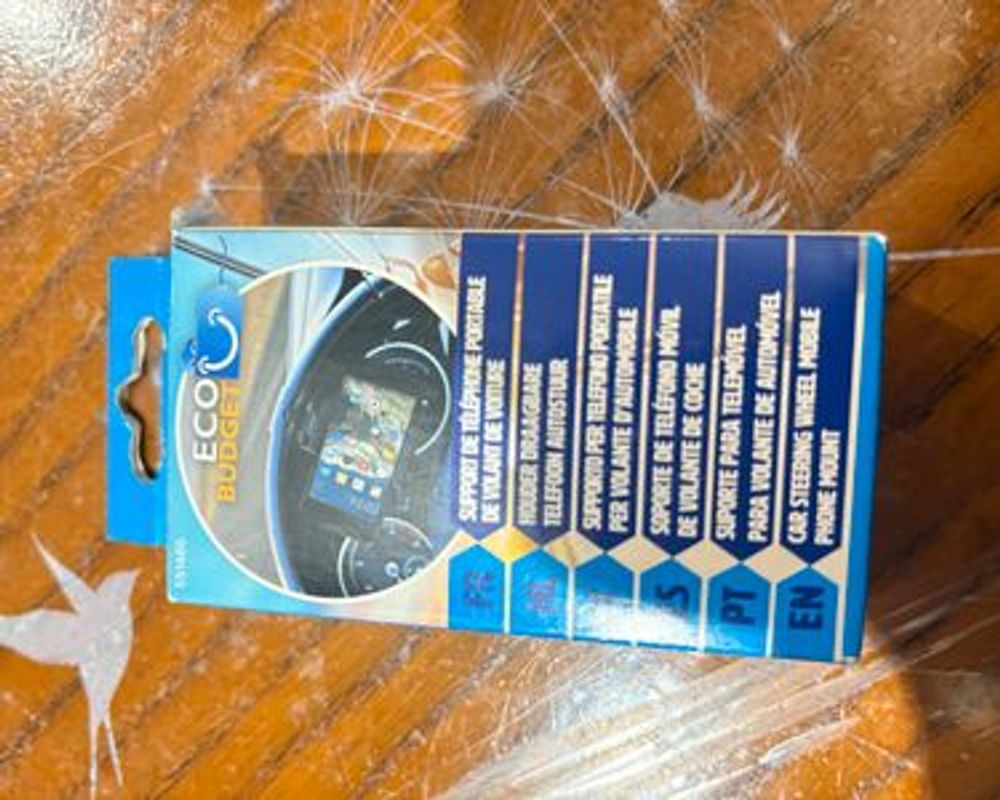 ECO
BUDGET
FR
SUPPORT DE TÉLÉPHONE PORTABLE
DE VOLANT DE VOITURE
NL
HOUDER DRAAGBARE
TELEFOON AUTOSTUUR
SUPPORTO PER TELEFONO PORTATILE
PER VOLANTE D'AUTOMOBILE
ES
SOPORTE DE TELÉFONO MÓVIL
DE VOLANTE DE COCHE
PT
SUPORTE PARA TELEMÓVEL
PARA VOLANTE DE AUTOMÓVEL
EN
CAR STEERING WHEEL MOBILE
PHONE MOUNT